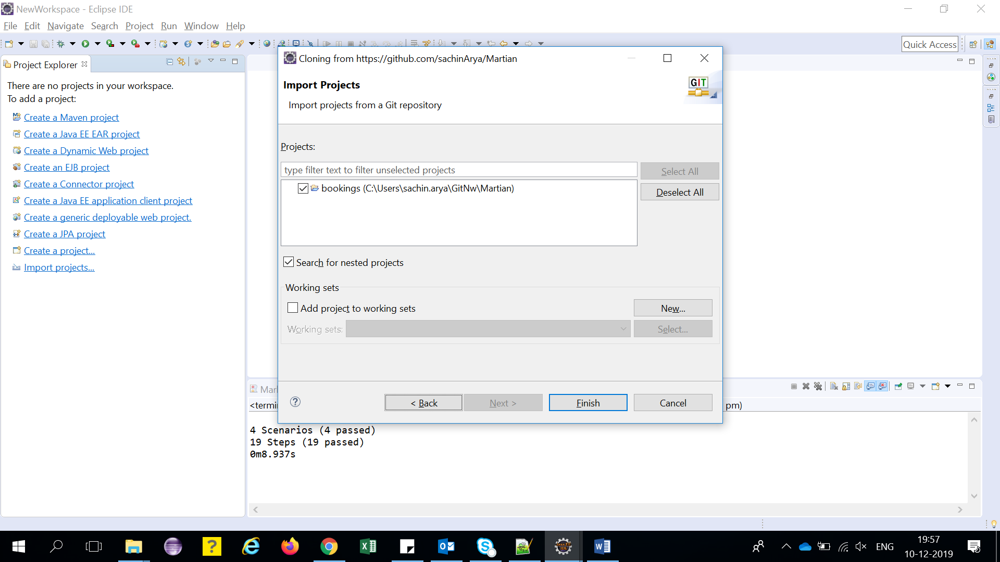 NewWorkspace - Eclipse IDE
File Edit Navigate Search Project Run Window Help
Quick Access
Project Explorer
There are no projects in your workspace.
To add a project:
Create a Maven project
Create a Java EE EAR project
Create a Dynamic Web project
Create an EJB project
Create a Connector project
Create a Java EE application client project
Create a generic deployable web project.
Create a JPA project
Create a project...
Import projects...
Cloning from https://github.com/sachinArya/Martian
Import Projects
GIT
Import projects from a Git repository
Projects:
type filter text to filter unselected projects
Select All
bookings (C:\Users\sachin.arya\GitNw\Martian)
Deselect All
Search for nested projects
Working sets
Add project to working sets
New...
Working sets:
Select...
< Back
Next >
Finish
Cancel
Mar
<termi
pm)
4 Scenarios (4 passed)
19 Steps (19 passed)
0m8.937s
Java EE
IDE
ENG
19:57
10-12-2019